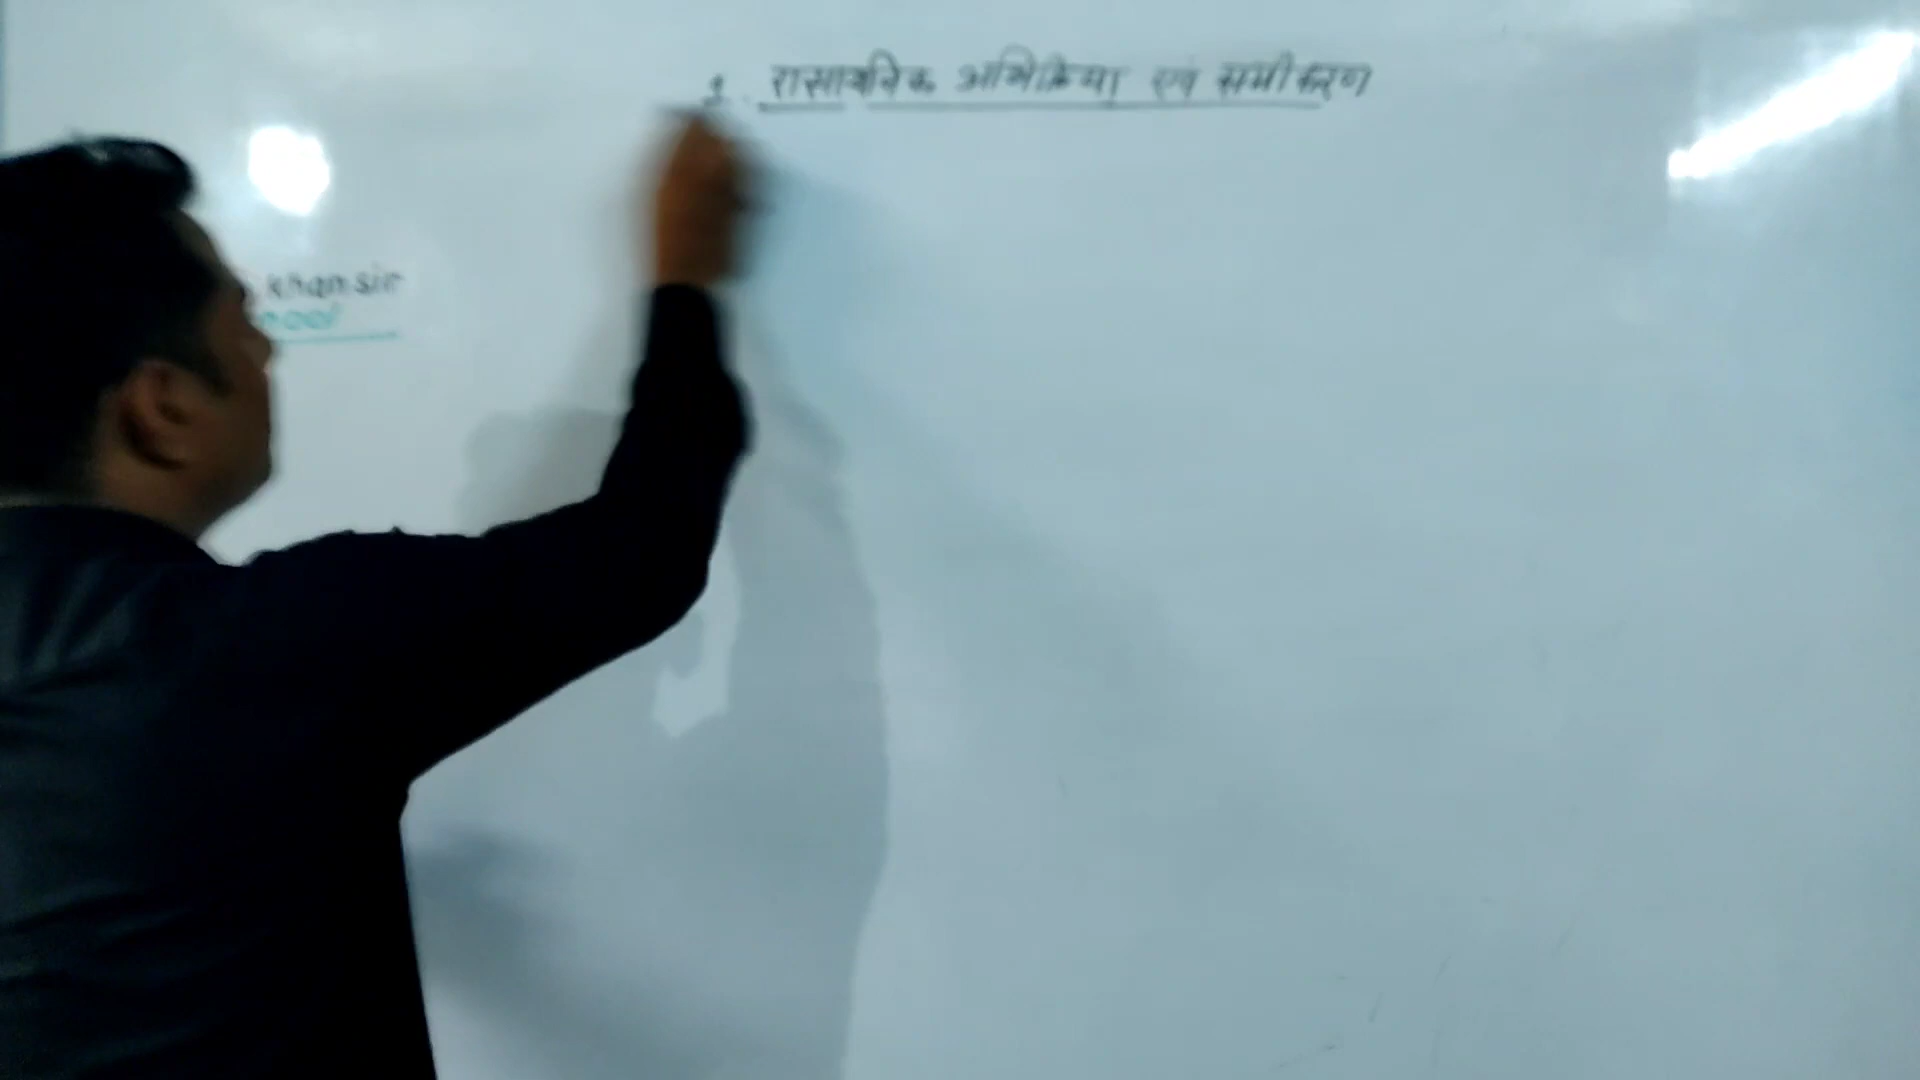 1. रासायनिक अभिक्रिया एवं समीकरण
khan sir